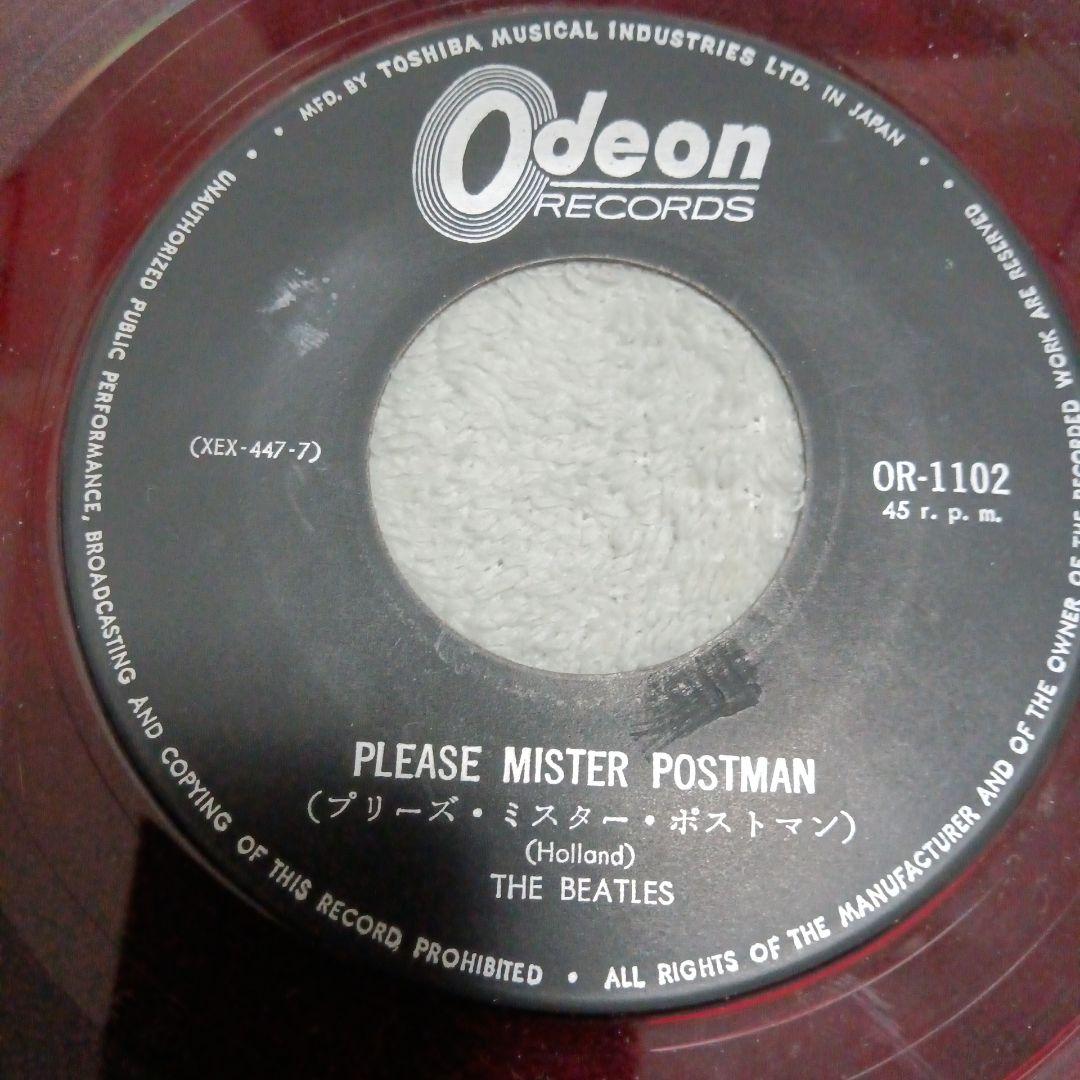 MFD. BY TOSHIBA MUSICAL INDUSTRIES LTD. IN JAPAN
Odeon
RECORDS
(XEX-447-7)
OR-1102
45 r. p. m.
PLEASE MISTER POSTMAN
(プリーズ・ミスター・ポストマン)
(Holland)
THE BEATLES
UNAUTHORIZED PUBLIC PERFORMANCE, BROADCASTING AND COPYING OF THIS RECORD, PROHIBITED • ALL RIGHTS OF THE MANUFACTURER AND OF THE OWNER OF THE RECORDED WORK ARE RESERVED